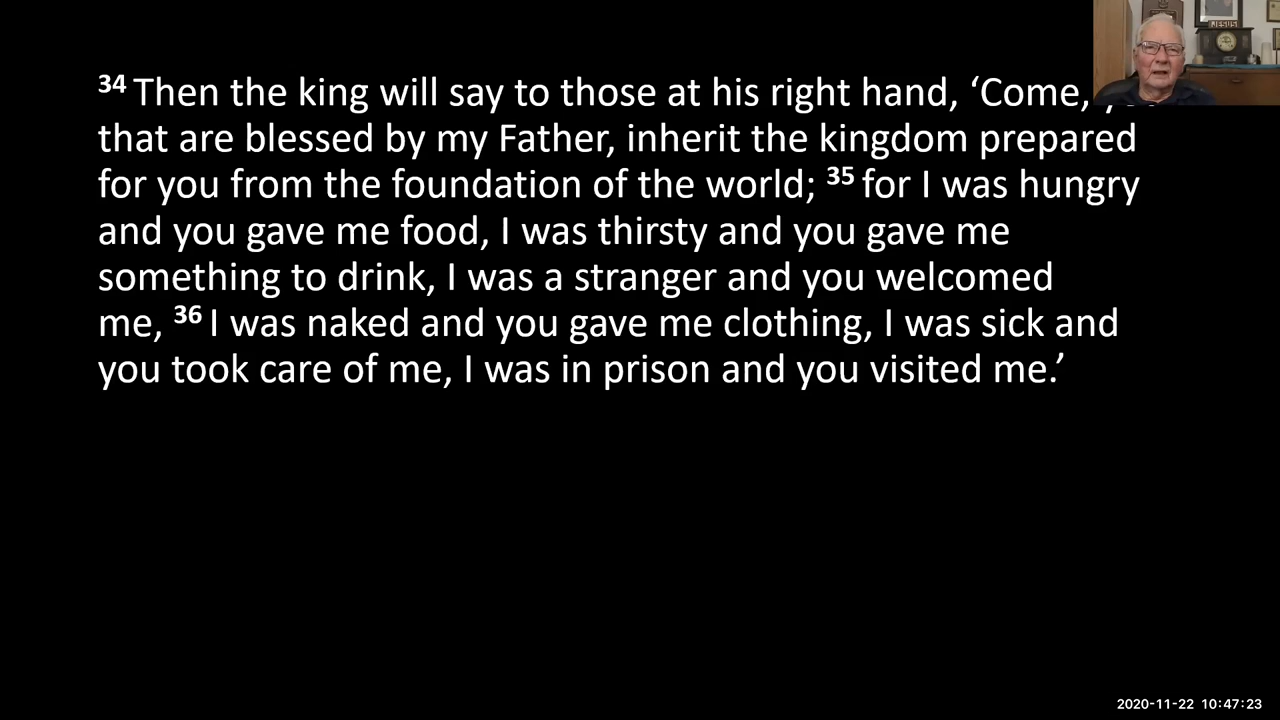 34 Then the king will say to those at his right hand, ‘Come,
that are blessed by my Father, inherit the kingdom prepared
for you from the foundation of the world; 35 for I was hungry
and you gave me food, I was thirsty and you gave me
something to drink, I was a stranger and you welcomed
me, 36 I was naked and you gave me clothing, I was sick and
you took care of me, I was in prison and you visited me.’
JESUS
2020-11-22 10:47:23